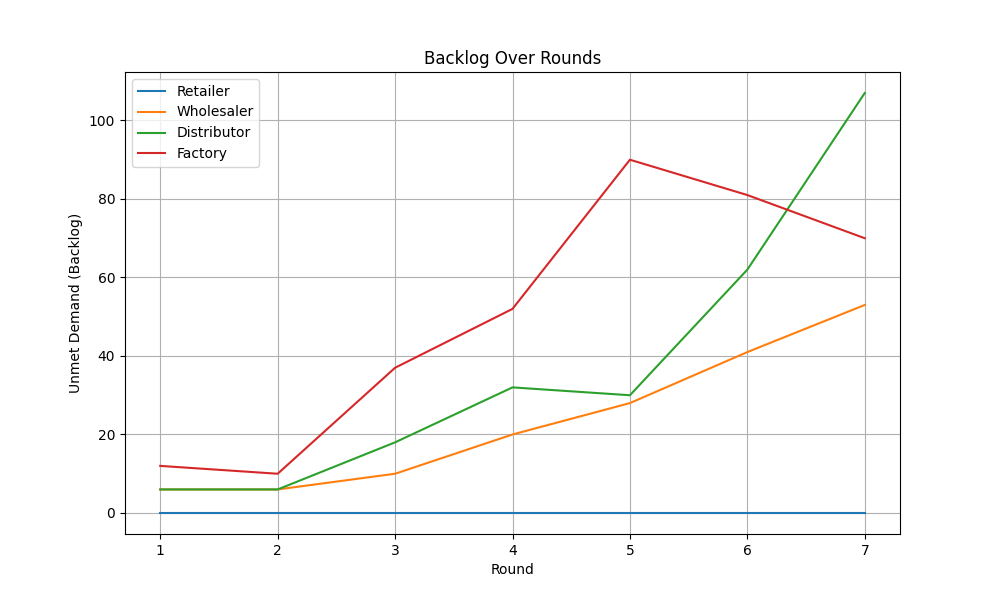 Backlog Over Rounds
Retailer
Wholesaler
Distributor
Factory
Unmet Demand (Backlog)
100
80
60
40
20
0
1 2 3 4 5 6 7
Round